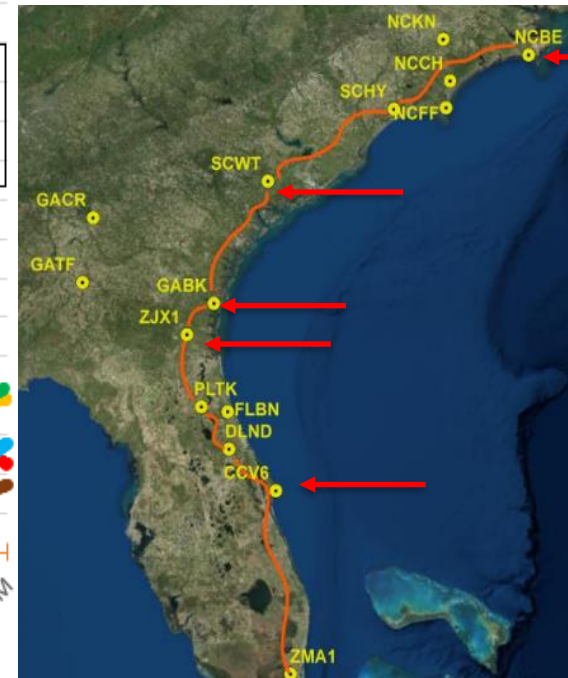 NCKN
NCBE
NCCH
SCHY
NCFF
SCWT
GACR
GATF
GABK
ZJX1
PLTK
FLBN
DLND
CCV6
ZMA1
M